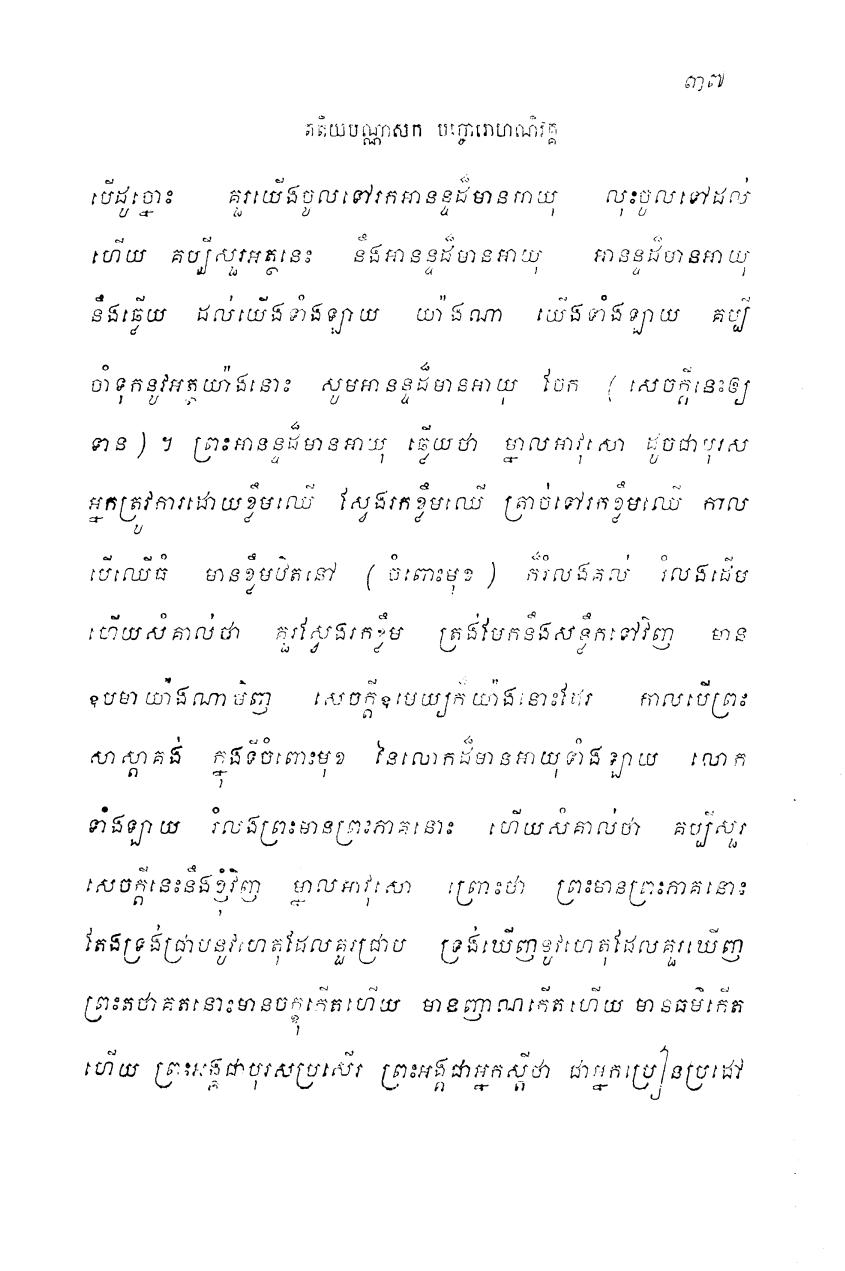 ៣៧
តតិយបណ្ណាសក បច្ចោរោហណិវគ្គ
បើដូច្នោះ គួរយើងចូលទៅរកអានន្ទដ៏មានអាយុ លុះចូលទៅដល់
ហើយ គប្បីសួរអត្ថនេះ នឹងអានន្ទដ៏មានអាយុ អានន្ទដ៏មានអាយុ
នឹងឆ្លើយ ដល់យើងទាំងឡាយ យ៉ាងណា យើងទាំងឡាយ គប្បី
ចាំទុកនូវអត្ថយ៉ាងនោះ សូមអានន្ទដ៏មានអាយុ ចែក ( សេចក្តីនេះឲ្យ
ទាន ) ។ ព្រះអានន្ទដ៏មានអាយុ ឆ្លើយថា ម្នាលអាវុសោ ដូចជាបុរស
អ្នកត្រូវការដោយខ្លឹមឈើ ស្វែងរកខ្លឹមឈើ ត្រាច់ទៅរកខ្លឹមឈើ កាល
បើឈើធំ មានខ្លឹមឋិតនៅ ( ចំពោះមុខ ) ក៏រំលងគល់ រំលងដើម
ហើយសំគាល់ថា គួរស្វែងរកខ្លឹម ត្រង់មែកនឹងសន្លឹកទៅវិញ មាន
ឧបមាយ៉ាងណាមិញ សេចក្តីឧបមេយ្យក៏យ៉ាងនោះដែរ កាលបើព្រះ
សាស្តាគង់ ក្នុងទីចំពោះមុខ នៃលោកដ៏មានអាយុទាំងឡាយ លោក
ទាំងឡាយ រំលងព្រះមានព្រះភាគនោះ ហើយសំគាល់ថា គប្បីសួរ
សេចក្តីនេះនឹងខ្ញុំវិញ ម្នាលអាវុសោ ព្រោះថា ព្រះមានព្រះភាគនោះ
តែងទ្រង់ជ្រាបនូវហេតុដែលគួរជ្រាប ទ្រង់ឃើញនូវហេតុដែលគួរឃើញ
ព្រះតថាគតនោះមានចក្ខុកើតហើយ មានញាណកើតហើយ មានធម៌កើត
ហើយ ព្រះអង្គជាបុរសប្រសើរ ព្រះអង្គជាអ្នកស្តីថា ជាអ្នកប្រៀនប្រដៅ